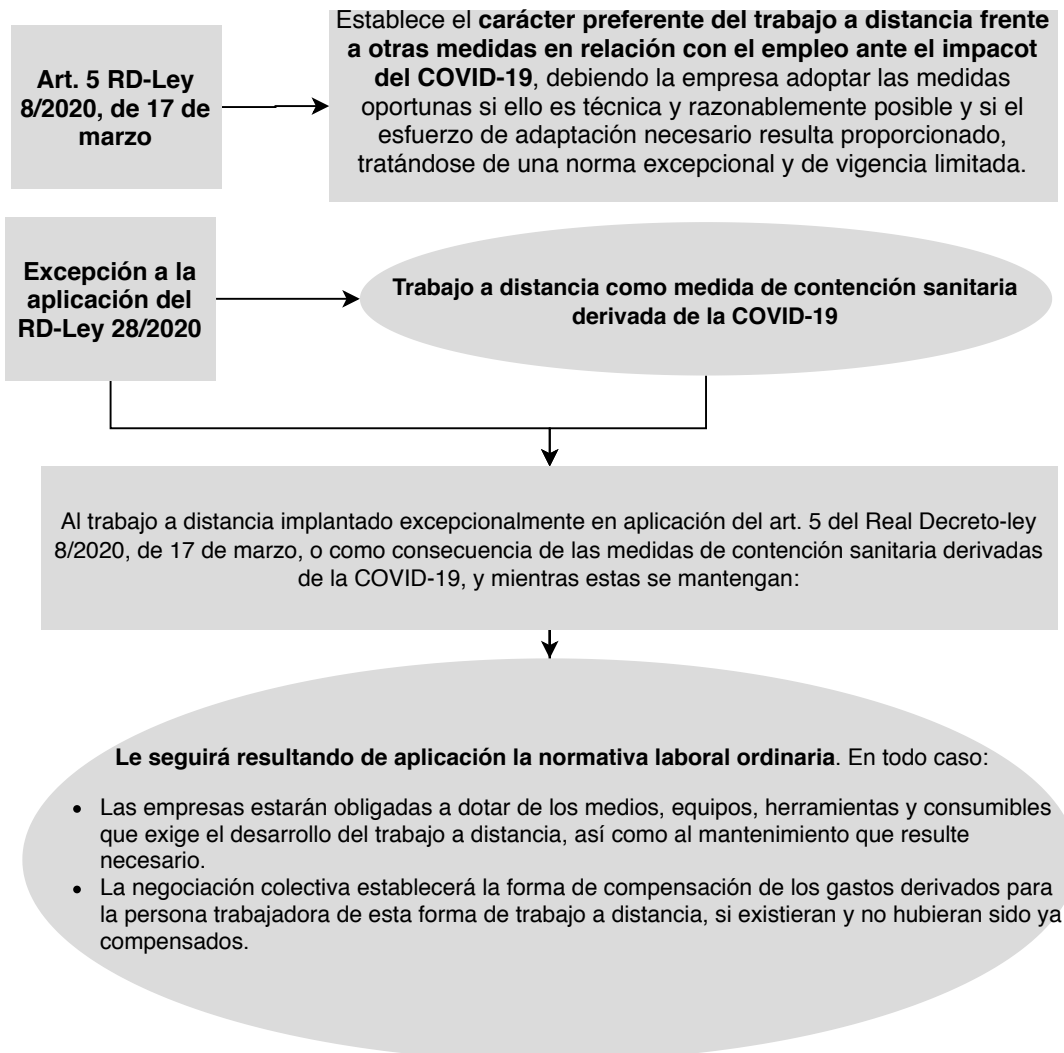 Art. 5 RD-Ley
8/2020, de 17 de
marzo
Establece el carácter preferente del trabajo a distancia frente
a otras medidas en relación con el empleo ante el impacot
del COVID-19, debiendo la empresa adoptar las medidas
oportunas si ello es técnica y razonablemente posible y si el
esfuerzo de adaptación necesario resulta proporcionado,
tratándose de una norma excepcional y de vigencia limitada.
Excepción a la
aplicación del
RD-Ley 28/2020
Trabajo a distancia como medida de contención sanitaria
derivada de la COVID-19
Al trabajo a distancia implantado excepcionalmente en aplicación del art. 5 del Real Decreto-ley
8/2020, de 17 de marzo, o como consecuencia de las medidas de contención sanitaria derivadas
de la COVID-19, y mientras estas se mantengan:
Le seguirá resultando de aplicación la normativa laboral ordinaria. En todo caso:
• Las empresas estarán obligadas a dotar de los medios, equipos, herramientas y consumibles
que exige el desarrollo del trabajo a distancia, así como al mantenimiento que resulte
necesario.
• La negociación colectiva establecerá la forma de compensación de los gastos derivados para
la persona trabajadora de esta forma de trabajo a distancia, si existieran y no hubieran sido ya
compensados.